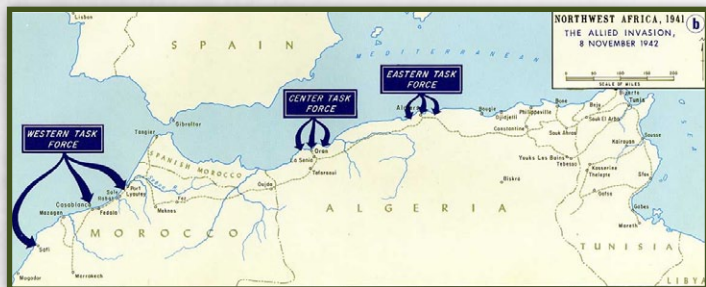 NORTHWEST AFRICA, 1941
b
THE ALLIED INVASION,
8 NOVEMBER 1942
SCALE OF MILES
Lisbon
SPAIN
MEDITERRANEAN
EASTERN TASK
FORCE
CENTER TASK
FORCE
WESTERN TASK
FORCE
Algiers
Bougie
Djidjelli
Philippeville
Bone
Bizerte
Tunis
Beja
Souk El Arba
Souk Ahras
Constantine
Sousse
Kairouan
Gibraltar
Tangier
Oran
La Senia
Tafaraoui
SPANISH MOROCCO
Youks Les Bains
Tebessa
Kasserine
Thelepte
Sfax
Gafsa
Biskra
Port
Lyautey
Sale
Rabat
Fez
Oujda
Meknes
Casablanca
Fedala
Mazagan
Gabes
Mareth
ALGERIA
MOROCCO
TUNISIA
Safi
Mogador
Marrakech
LIBYA